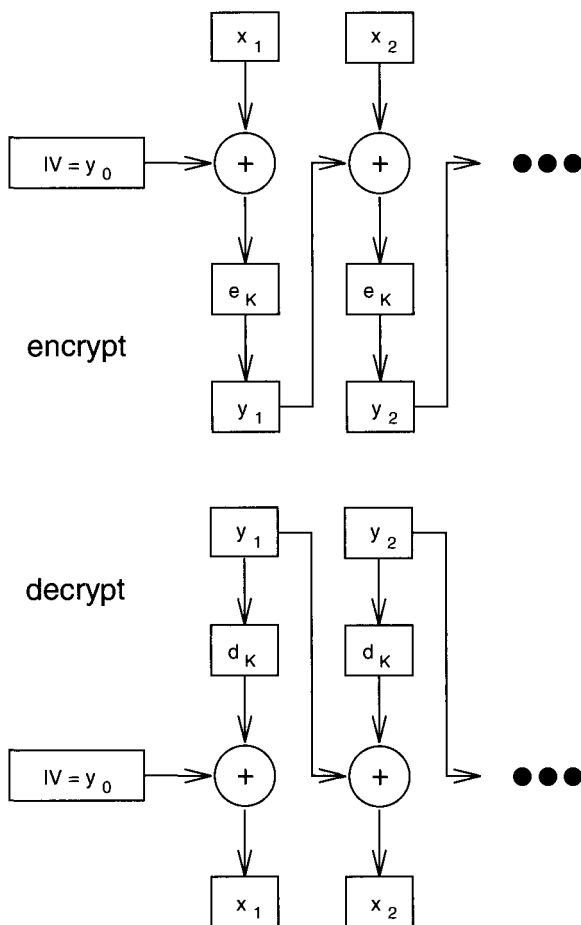 x 1 x 2
+ +
IV = y 0
e K e K
encrypt
y 1 y 2
y 1 y 2
decrypt
d K d K
IV = y 0
+ +
x 1 x 2